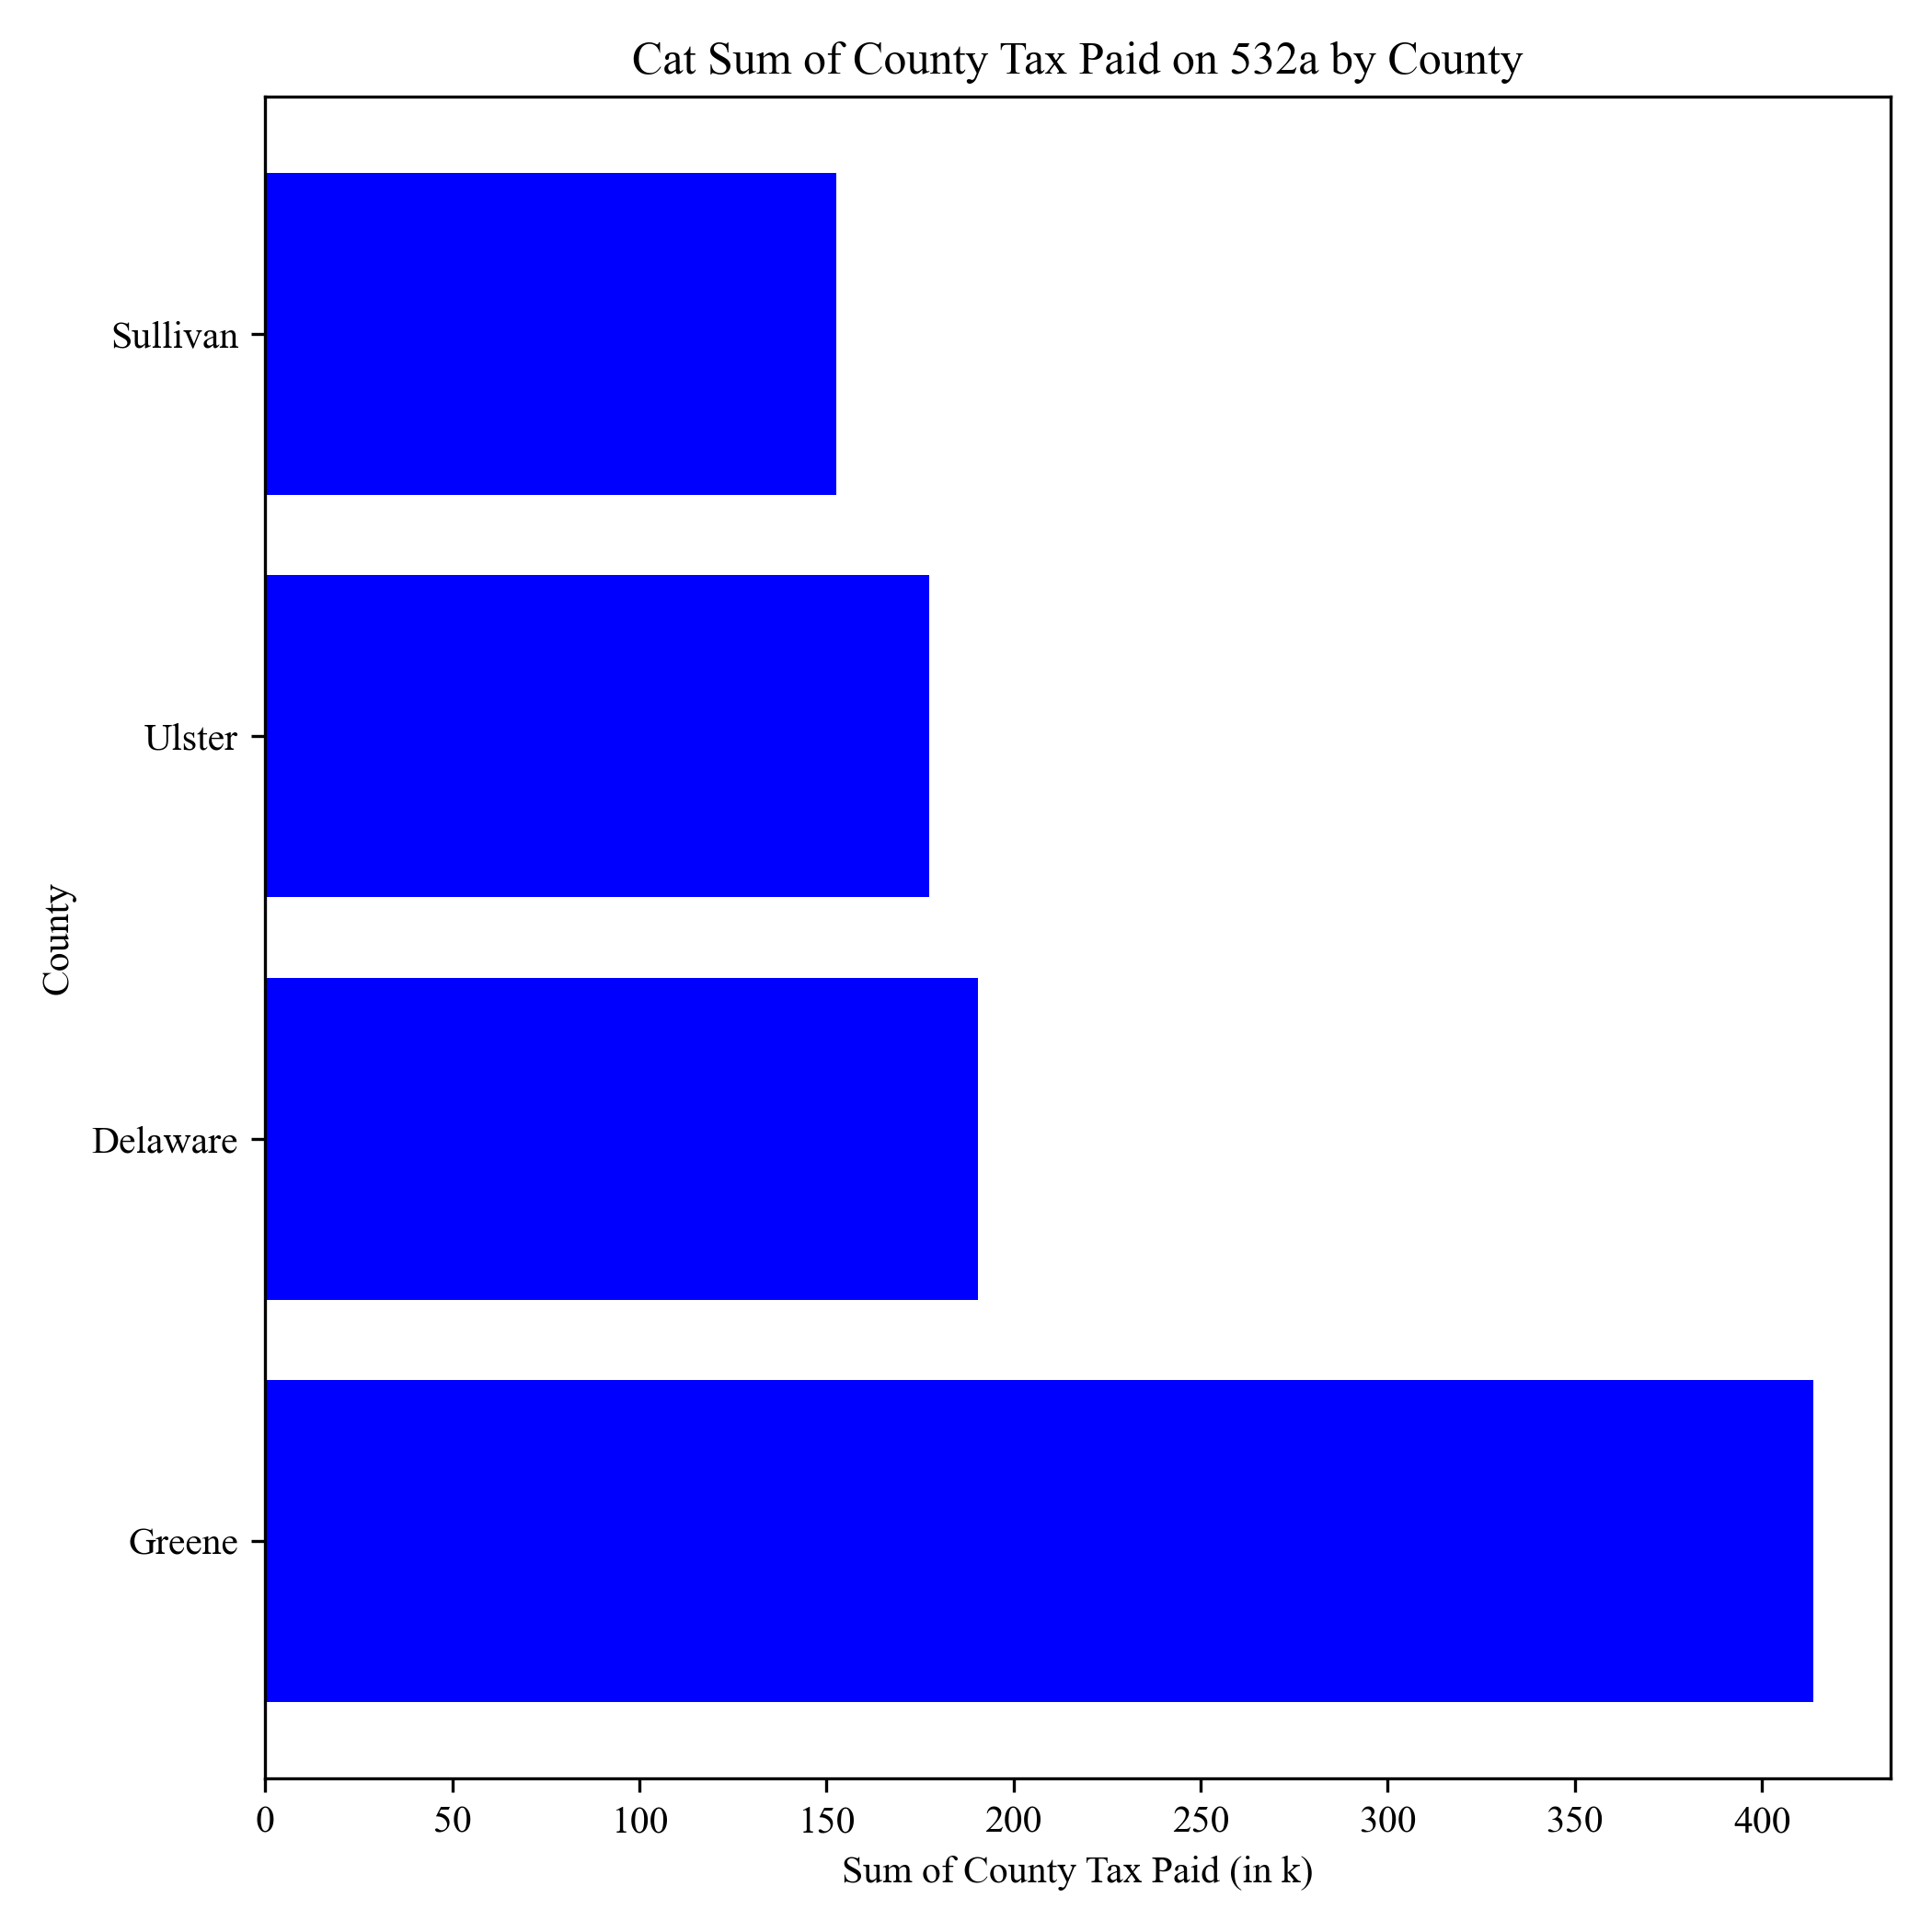 Cat Sum of County Tax Paid on 532a by County
Sullivan
Ulster
Delaware
Greene
County
0 50 100 150 200 250 300 350 400
Sum of County Tax Paid (in k)